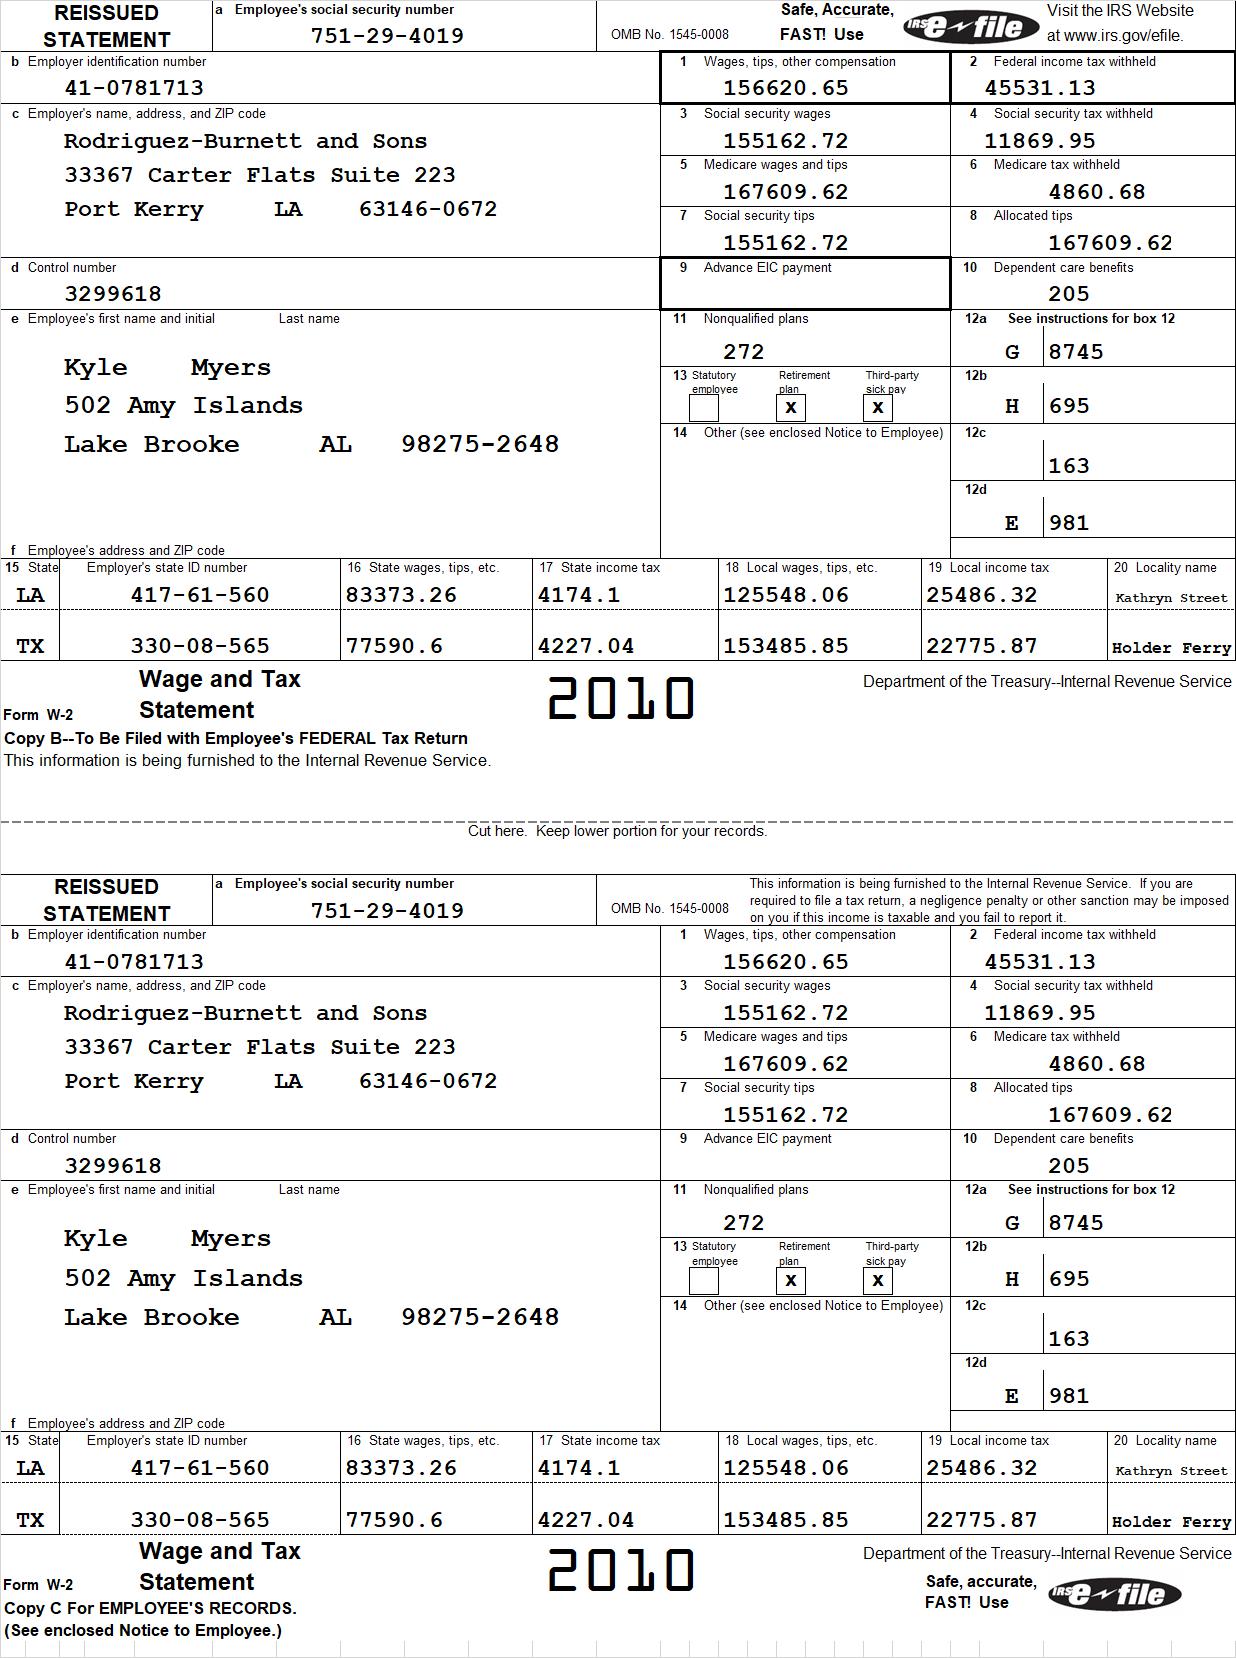 REISSUED STATEMENT
a Employee's social security number
751-29-4019
OMB No. 1545-0008
Safe, Accurate,
FAST! Use
IRS e-file
Visit the IRS Website
at www.irs.gov/efile.
b Employer identification number
41-0781713
1 Wages, tips, other compensation
156620.65
2 Federal income tax withheld
45531.13
c Employer's name, address, and ZIP code
Rodriguez-Burnett and Sons
33367 Carter Flats Suite 223
Port Kerry LA 63146-0672
3 Social security wages
155162.72
4 Social security tax withheld
11869.95
5 Medicare wages and tips
167609.62
6 Medicare tax withheld
4860.68
7 Social security tips
155162.72
8 Allocated tips
167609.62
d Control number
3299618
9 Advance EIC payment
10 Dependent care benefits
205
e Employee's first name and initial Last name
Kyle Myers
502 Amy Islands
Lake Brooke AL 98275-2648
f Employee's address and ZIP code
11 Nonqualified plans
272
12a See instructions for box 12
G 8745
13 Statutory employee
Retirement plan
X
Third-party sick pay
X
12b
H 695
14 Other (see enclosed Notice to Employee)
12c
163
12d
E 981
15 State Employer's state ID number 16 State wages, tips, etc. 17 State income tax 18 Local wages, tips, etc. 19 Local income tax 20 Locality name
LA 417-61-560 83373.26 4174.1 125548.06 25486.32 Kathryn Street
TX 330-08-565 77590.6 4227.04 153485.85 22775.87 Holder Ferry
Form W-2
Wage and Tax
Statement
2010
Department of the Treasury--Internal Revenue Service
Copy B--To Be Filed with Employee's FEDERAL Tax Return
This information is being furnished to the Internal Revenue Service.
Cut here. Keep lower portion for your records.
REISSUED STATEMENT
a Employee's social security number
751-29-4019
OMB No. 1545-0008
This information is being furnished to the Internal Revenue Service. If you are
required to file a tax return, a negligence penalty or other sanction may be imposed
on you if this income is taxable and you fail to report it.
b Employer identification number
41-0781713
1 Wages, tips, other compensation
156620.65
2 Federal income tax withheld
45531.13
c Employer's name, address, and ZIP code
Rodriguez-Burnett and Sons
33367 Carter Flats Suite 223
Port Kerry LA 63146-0672
3 Social security wages
155162.72
4 Social security tax withheld
11869.95
5 Medicare wages and tips
167609.62
6 Medicare tax withheld
4860.68
7 Social security tips
155162.72
8 Allocated tips
167609.62
d Control number
3299618
9 Advance EIC payment
10 Dependent care benefits
205
e Employee's first name and initial Last name
Kyle Myers
502 Amy Islands
Lake Brooke AL 98275-2648
f Employee's address and ZIP code
11 Nonqualified plans
272
12a See instructions for box 12
G 8745
13 Statutory employee
Retirement plan
X
Third-party sick pay
X
12b
H 695
14 Other (see enclosed Notice to Employee)
12c
163
12d
E 981
15 State Employer's state ID number 16 State wages, tips, etc. 17 State income tax 18 Local wages, tips, etc. 19 Local income tax 20 Locality name
LA 417-61-560 83373.26 4174.1 125548.06 25486.32 Kathryn Street
TX 330-08-565 77590.6 4227.04 153485.85 22775.87 Holder Ferry
Form W-2
Wage and Tax
Statement
2010
Department of the Treasury--Internal Revenue Service
Safe, accurate,
FAST! Use
IRS e-file
Copy C For EMPLOYEE'S RECORDS.
(See enclosed Notice to Employee.)